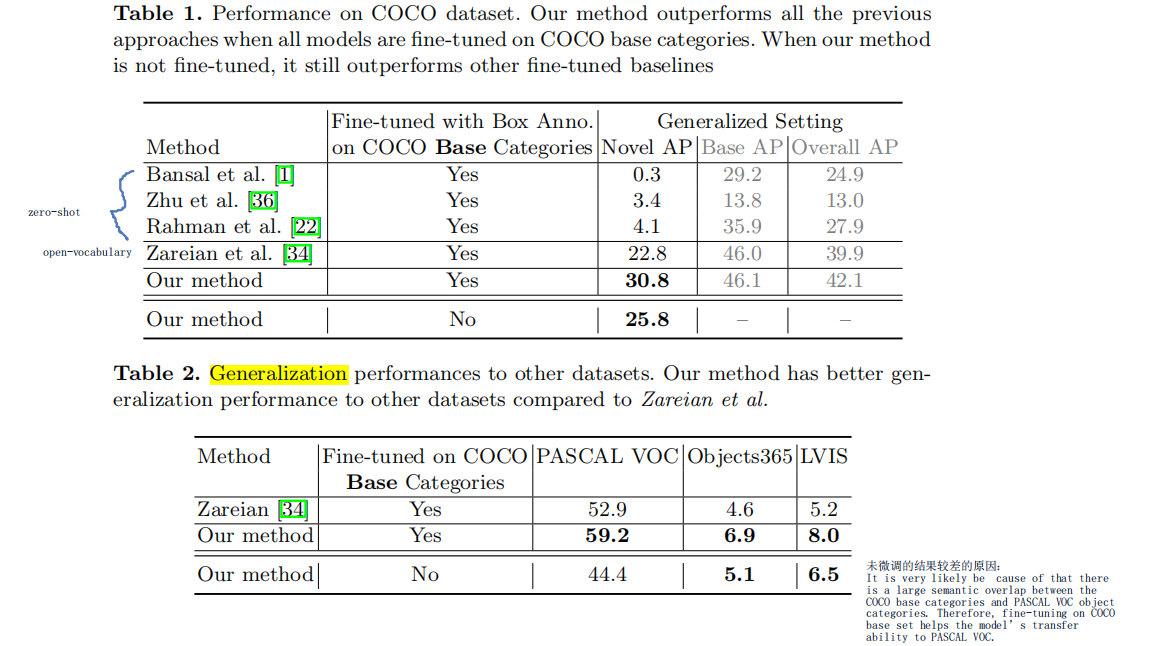 Table 1. Performance on COCO dataset. Our method outperforms all the previous
approaches when all models are fine-tuned on COCO base categories. When our method
is not fine-tuned, it still outperforms other fine-tuned baselines
Fine-tuned with Box Anno. Generalized Setting
Method on COCO Base Categories Novel AP Base AP Overall AP
Bansal et al. [1] Yes 0.3 29.2 24.9
Zhu et al. [36] Yes 3.4 13.8 13.0
zero-shot
Rahman et al. [22] Yes 4.1 35.9 27.9
open-vocabulary
Zareian et al. [34] Yes 22.8 46.0 39.9
Our method Yes 30.8 46.1 42.1
Our method No 25.8 – –
Table 2. Generalization performances to other datasets. Our method has better gen-
eralization performance to other datasets compared to Zareian et al.
Method Fine-tuned on COCO PASCAL VOC Objects365 LVIS
Base Categories
Zareian [34] Yes 52.9 4.6 5.2
Our method Yes 59.2 6.9 8.0
Our method No 44.4 5.1 6.5
未微调的结果较差的原因:
It is very likely be cause of that there
is a large semantic overlap between the
COCO base categories and PASCAL VOC object
categories. Therefore, fine-tuning on COCO
base set helps the model’s transfer
ability to PASCAL VOC.